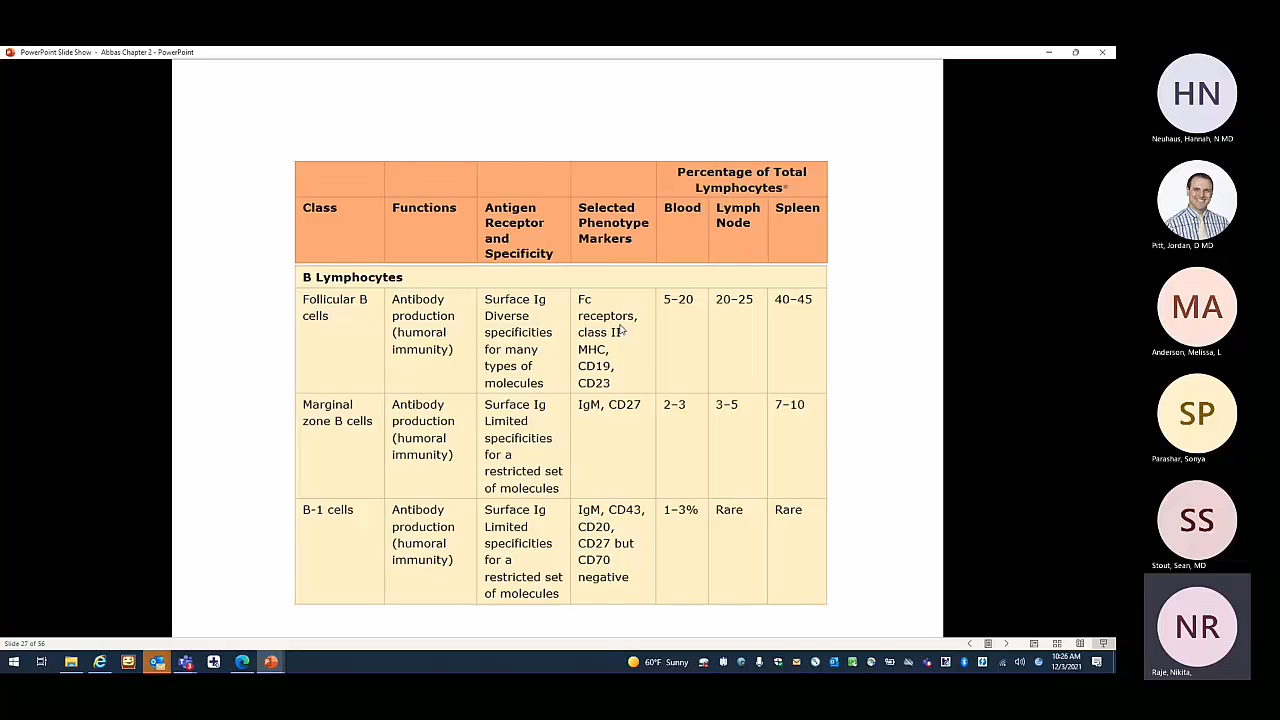 PowerPoint Slide Show - Abbas Chapter 2 - PowerPoint
Percentage of Total
Lymphocytes
Class
Functions
Antigen
Receptor
and
Specificity
Selected
Phenotype
Markers
Blood
Lymph
Node
Spleen
B Lymphocytes
Follicular B
cells
Antibody
production
(humoral
immunity)
Surface Ig
Diverse
specificities
for many
types of
molecules
Fc
receptors,
class II
MHC,
CD19,
CD23
5–20
20–25
40–45
Marginal
zone B cells
Antibody
production
(humoral
immunity)
Surface Ig
Limited
specificities
for a
restricted set
of molecules
IgM, CD27
2–3
3–5
7–10
B-1 cells
Antibody
production
(humoral
immunity)
Surface Ig
Limited
specificities
for a
restricted set
of molecules
IgM, CD43,
CD20,
CD27 but
CD70
negative
1–3%
Rare
Rare
Slide 27 of 56
60°F Sunny
10:26 AM
12/3/2021
HN
Neuhaus, Hannah, N MD
Pitt, Jordan, D MD
MA
Anderson, Melissa, L
SP
Parashar, Sonya
SS
Stout, Sean, MD
NR
Raje, Nikita,